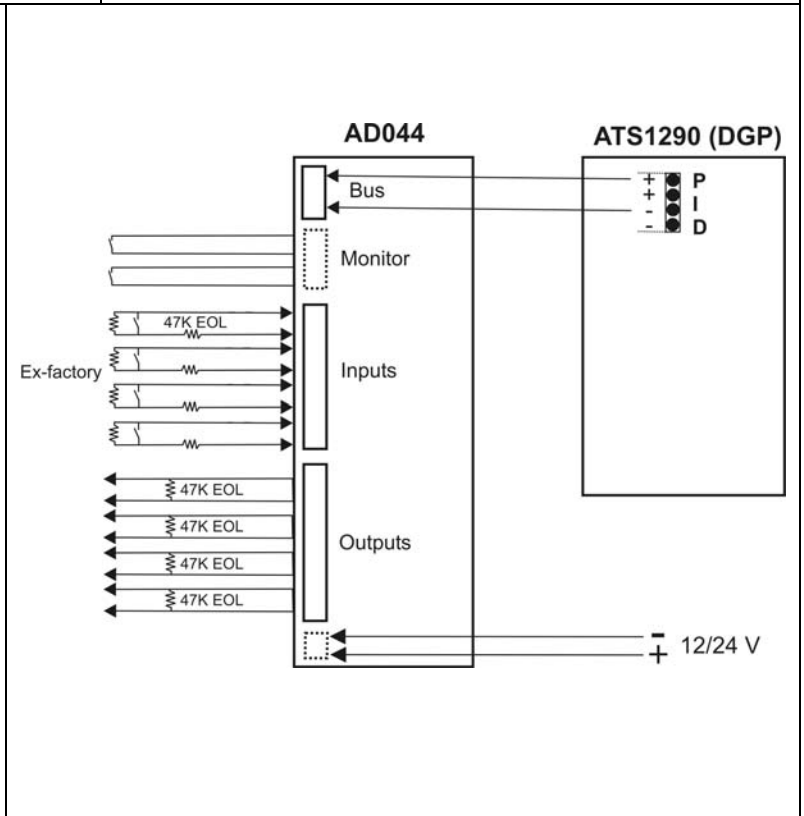 AD044
ATS1290 (DGP)
Bus
+ P
+ I
-
- D
Monitor
47K EOL
Ex-factory
Inputs
47K EOL
47K EOL
Outputs
47K EOL
47K EOL
-
+
12/24 V